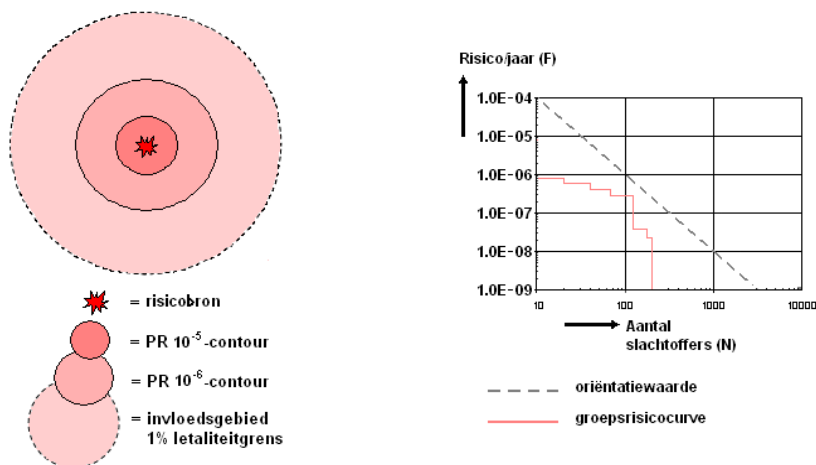 = risicobron
= PR 10⁻⁵-contour
= PR 10⁻⁶-contour
= invloedsgebied
1% letaliteitgrens
Risico/jaar (F)
1.0E-04
1.0E-05
1.0E-06
1.0E-07
1.0E-08
1.0E-09
10 100 1000 10000
Aantal
slachtoffers (N)
oriëntatiewaarde
groepsrisicocurve